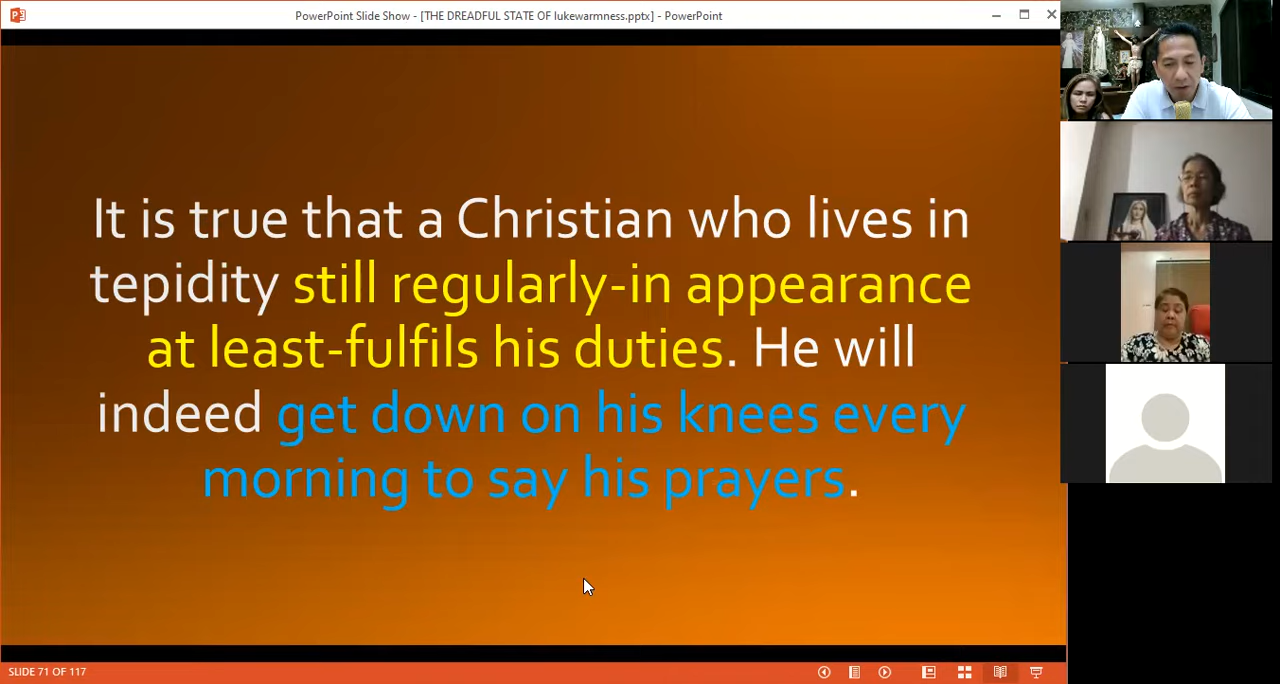 PowerPoint Slide Show - [THE DREADFUL STATE OF lukewarmness.pptx] - PowerPoint
It is true that a Christian who lives in
tepidity still regularly-in appearance
at least-fulfils his duties. He will
indeed get down on his knees every
morning to say his prayers.
SLIDE 71 OF 117